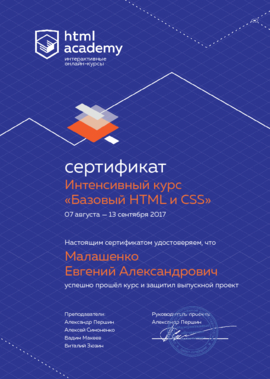 html
academy
интерактивные
онлайн-курсы
сертификат
Интенсивный курс
«Базовый HTML и CSS»
07 августа — 13 сентября 2017
Настоящим сертификатом удостоверяем, что
Малашенко
Евгений Александрович
успешно прошёл курс и защитил выпускной проект
Преподаватели
Александр Першин
Алексей Симоненко
Вадим Макеев
Виталий Зюзин
Руководитель проекта
Александр Першин